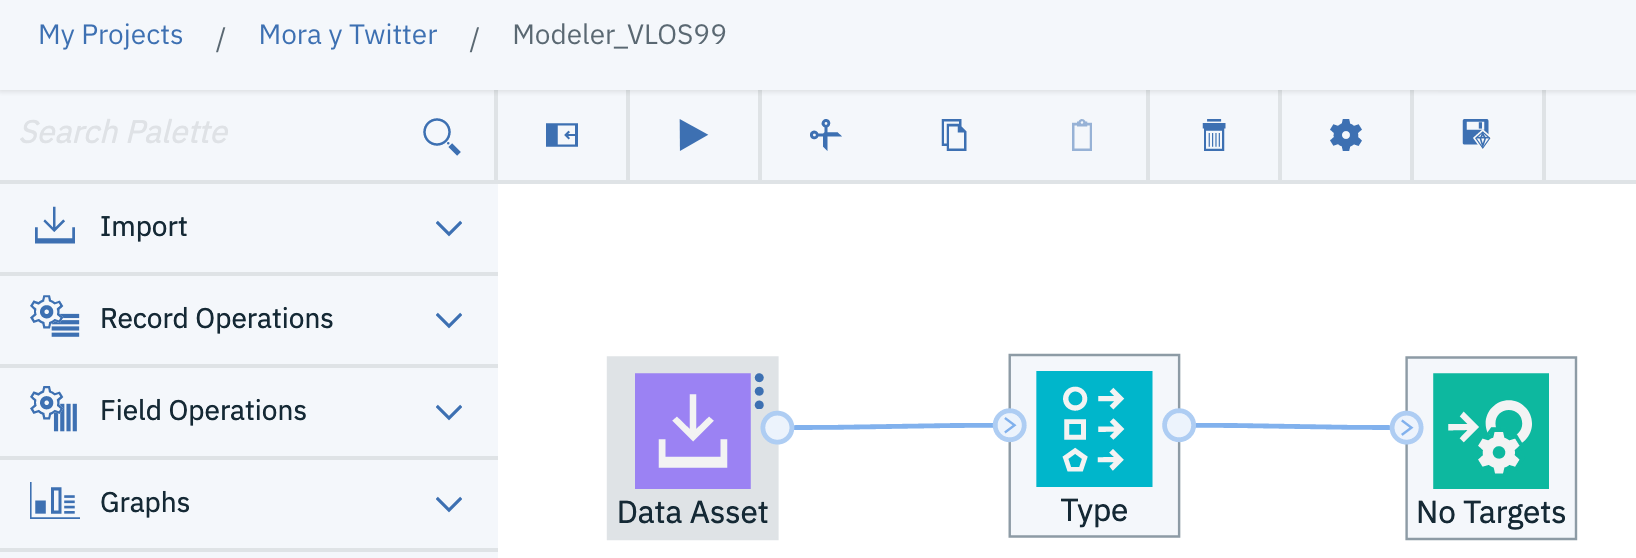 My Projects / Mora y Twitter / Modeler_VLOS99
Search Palette
Import
Record Operations
Field Operations
Graphs
Data Asset
Type
No Targets